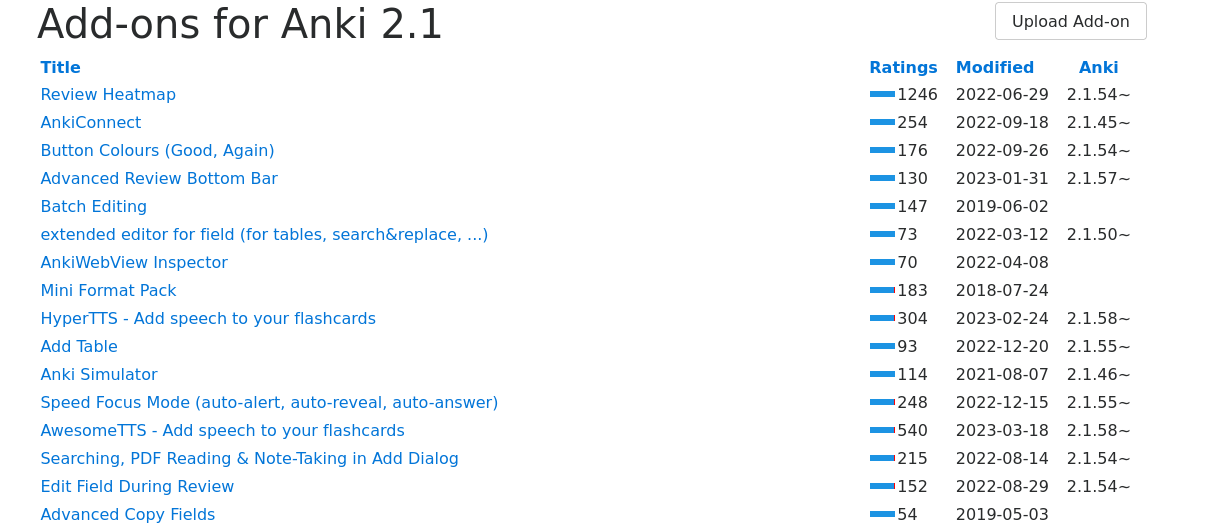 Add-ons for Anki 2.1 Upload Add-on
Title Ratings Modified Anki
Review Heatmap 1246 2022-06-29 2.1.54~
AnkiConnect 254 2022-09-18 2.1.45~
Button Colours (Good, Again) 176 2022-09-26 2.1.54~
Advanced Review Bottom Bar 130 2023-01-31 2.1.57~
Batch Editing 147 2019-06-02
extended editor for field (for tables, search&replace, ...) 73 2022-03-12 2.1.50~
AnkiWebView Inspector 70 2022-04-08
Mini Format Pack 183 2018-07-24
HyperTTS - Add speech to your flashcards 304 2023-02-24 2.1.58~
Add Table 93 2022-12-20 2.1.55~
Anki Simulator 114 2021-08-07 2.1.46~
Speed Focus Mode (auto-alert, auto-reveal, auto-answer) 248 2022-12-15 2.1.55~
AwesomeTTS - Add speech to your flashcards 540 2023-03-18 2.1.58~
Searching, PDF Reading & Note-Taking in Add Dialog 215 2022-08-14 2.1.54~
Edit Field During Review 152 2022-08-29 2.1.54~
Advanced Copy Fields 54 2019-05-03